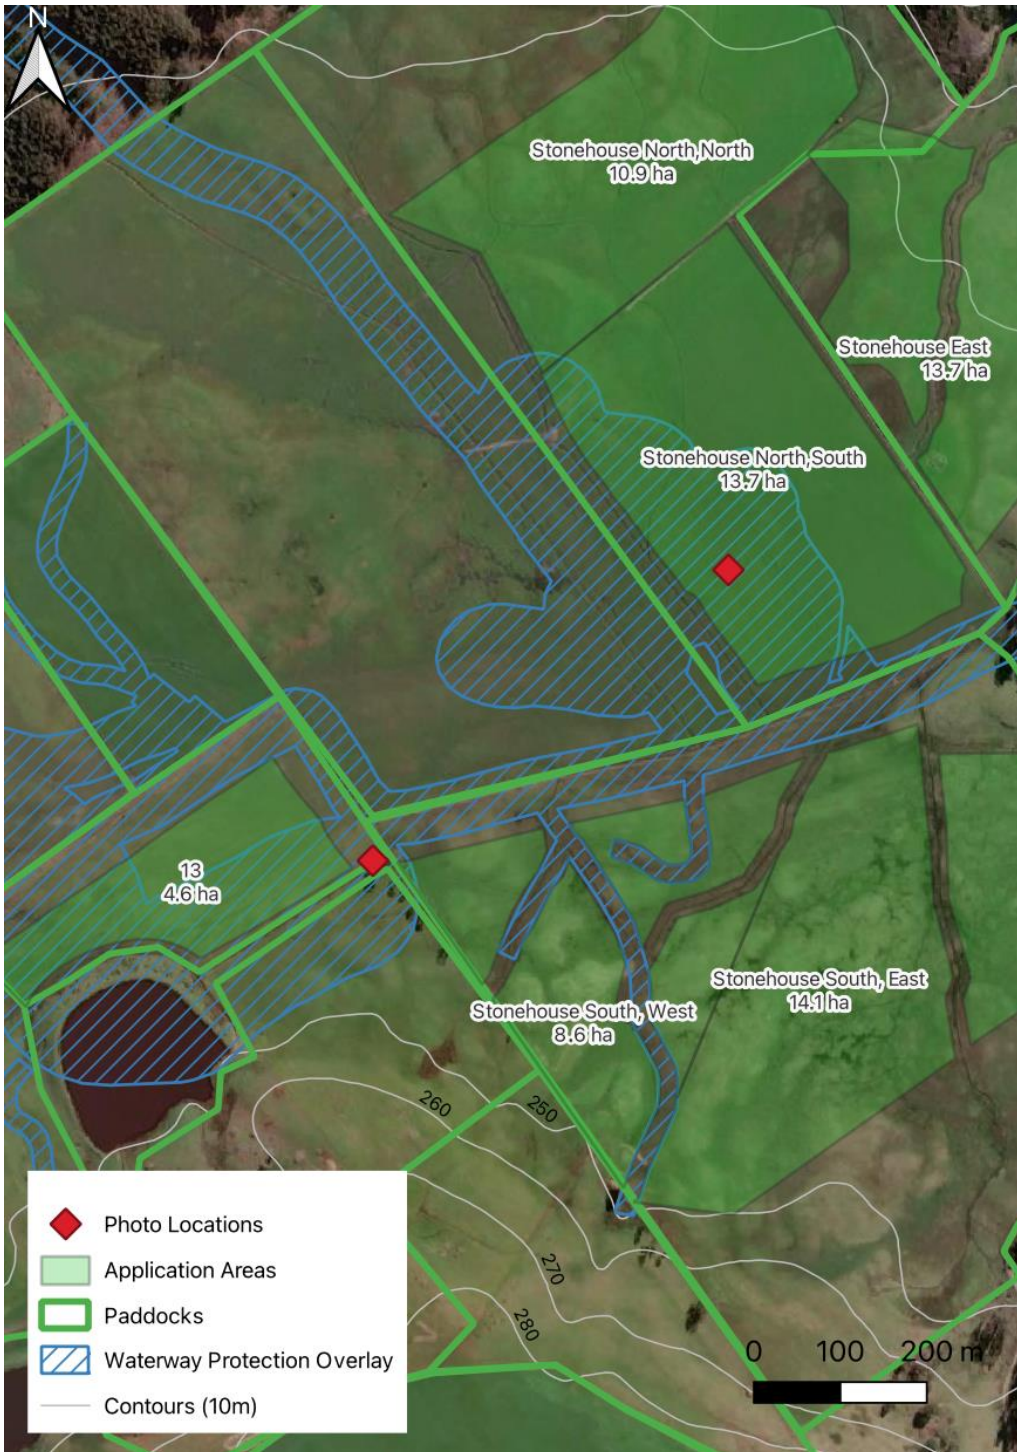 N
Stonehouse North,North
10.9 ha
Stonehouse East
13.7 ha
Stonehouse North,South
13.7 ha
13
4.6 ha
Stonehouse South, East
14.1 ha
Stonehouse South, West
8.6 ha
260
250
270
280
Photo Locations
Application Areas
Paddocks
Waterway Protection Overlay
Contours (10m)
0 100 200 m